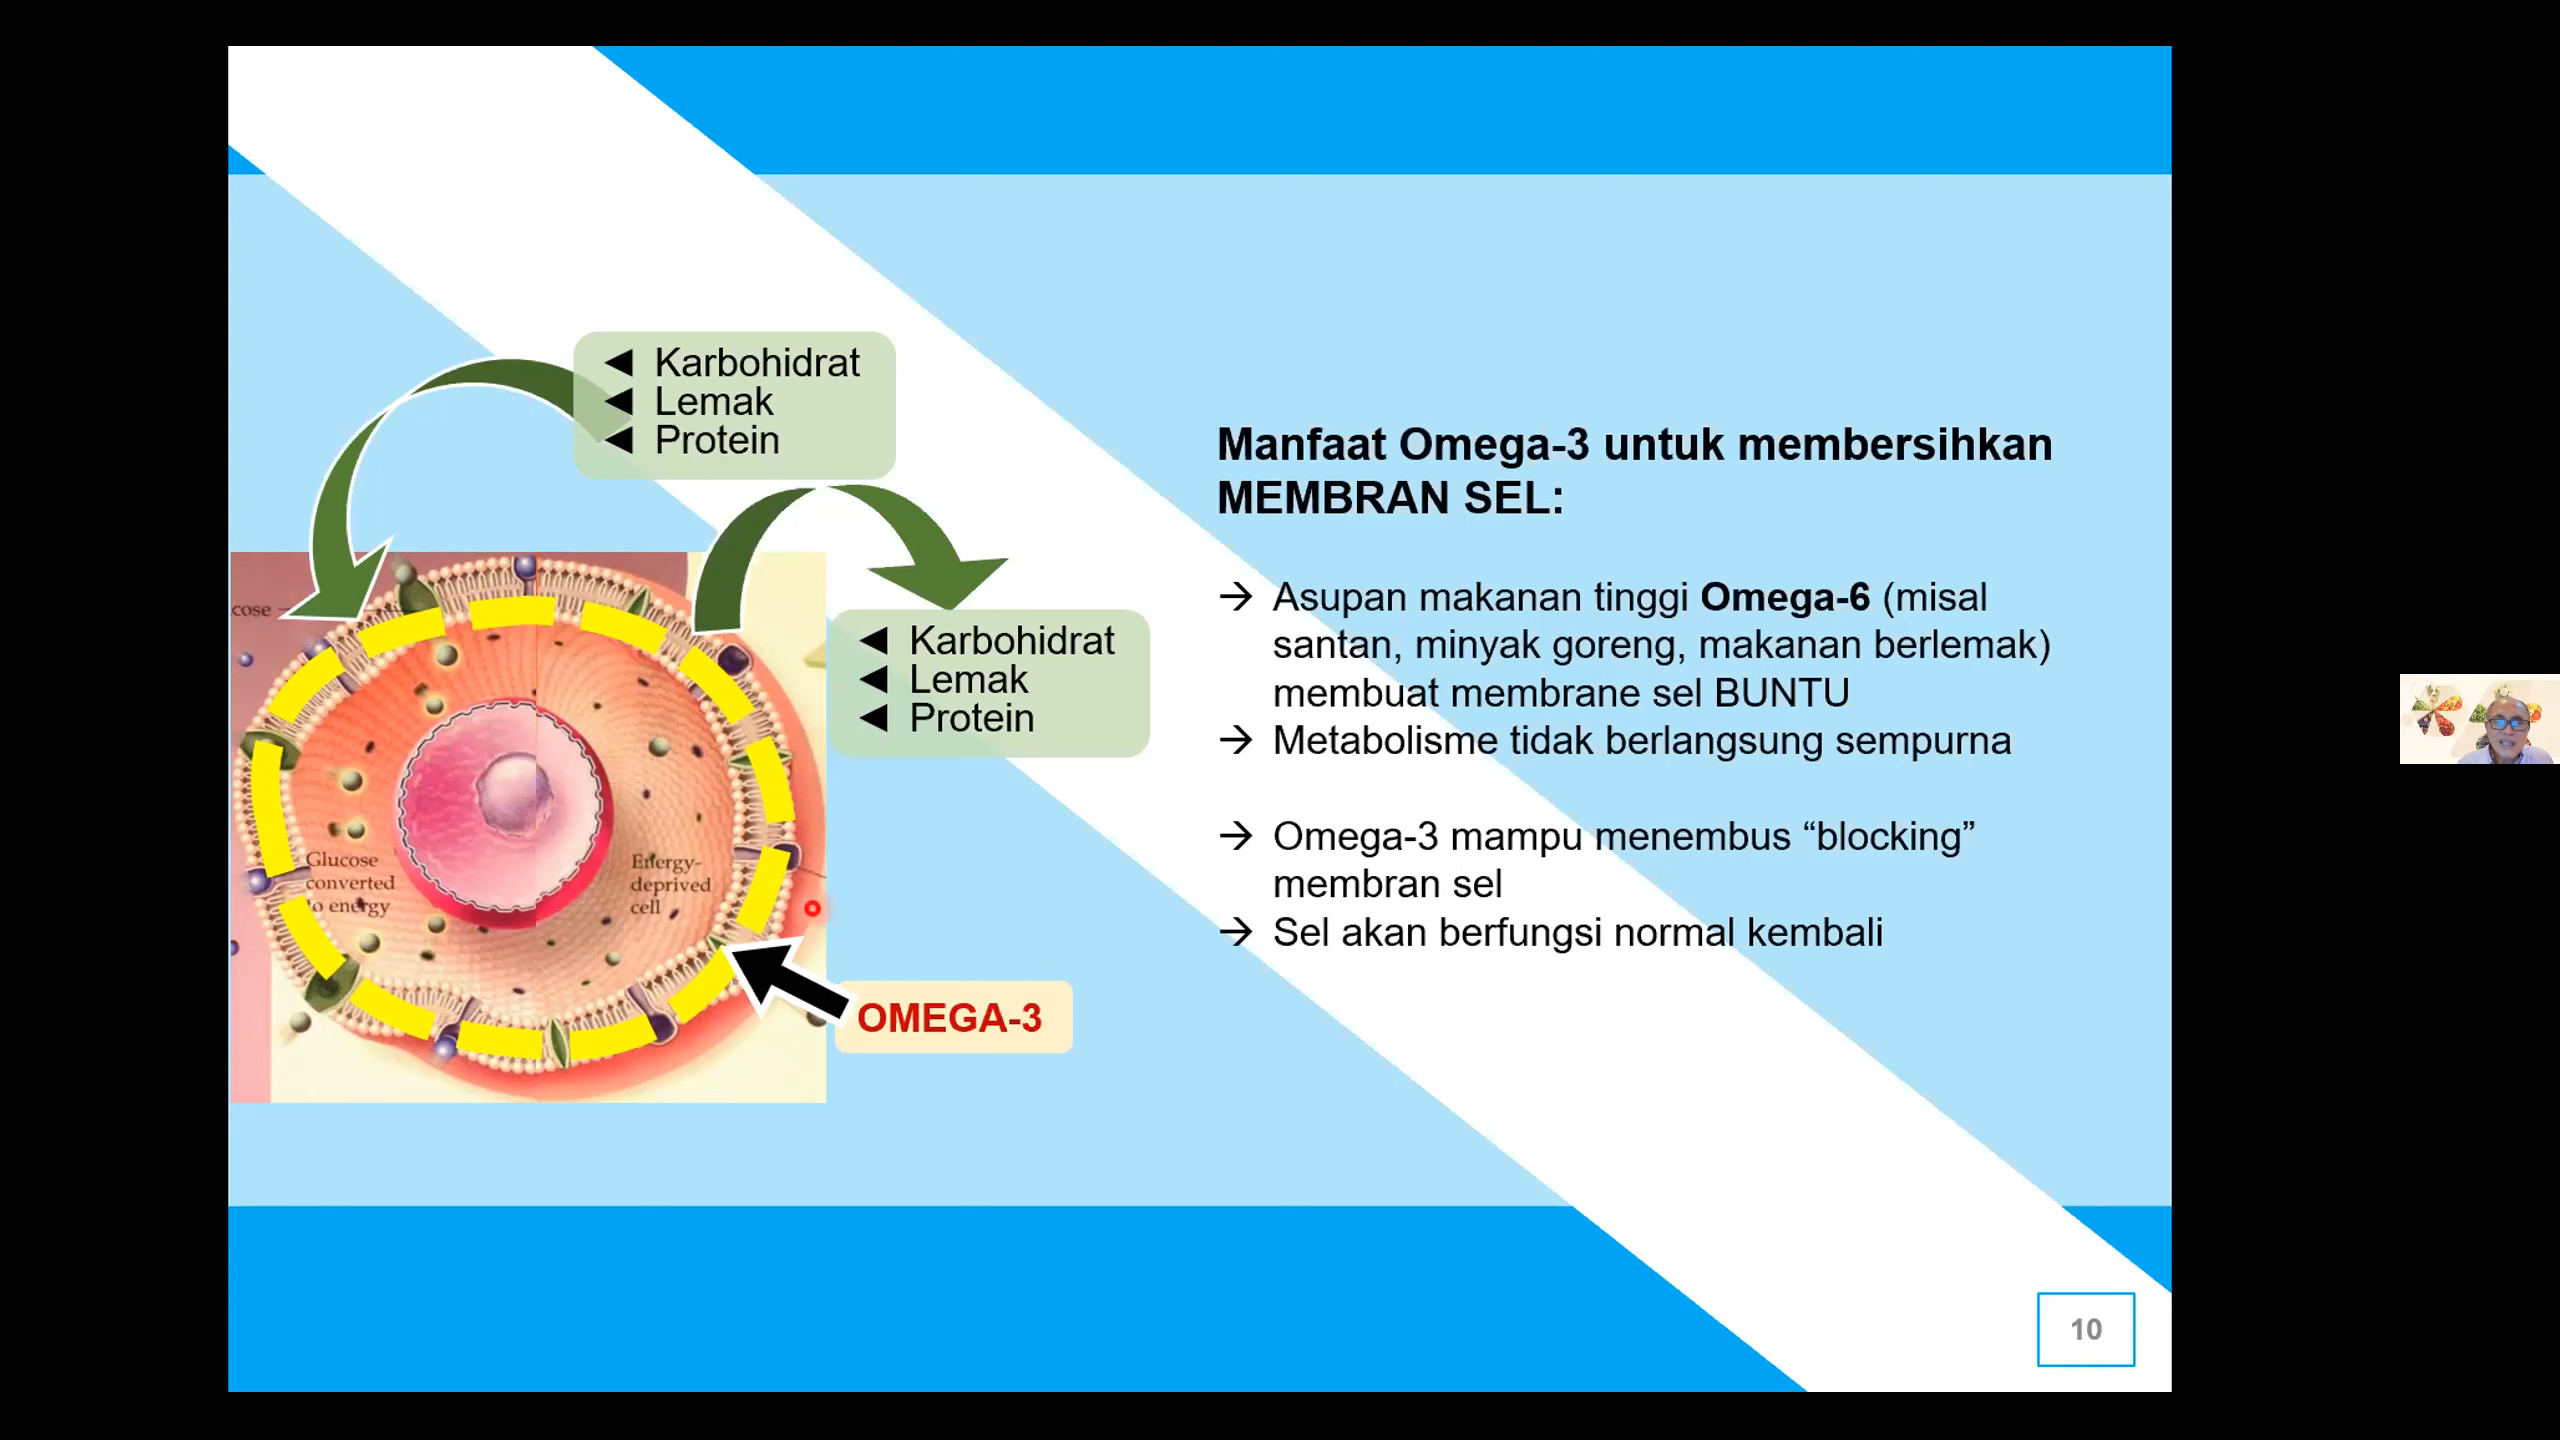 ◄ Karbohidrat
◄ Lemak
◄ Protein
◄ Karbohidrat
◄ Lemak
◄ Protein
cose
Glucose
converted
to energy
Energy-
deprived
cell
OMEGA-3
Manfaat Omega-3 untuk membersihkan
MEMBRAN SEL:
→ Asupan makanan tinggi Omega-6 (misal
santan, minyak goreng, makanan berlemak)
membuat membrane sel BUNTU
→ Metabolisme tidak berlangsung sempurna
→ Omega-3 mampu menembus “blocking”
membran sel
→ Sel akan berfungsi normal kembali
10